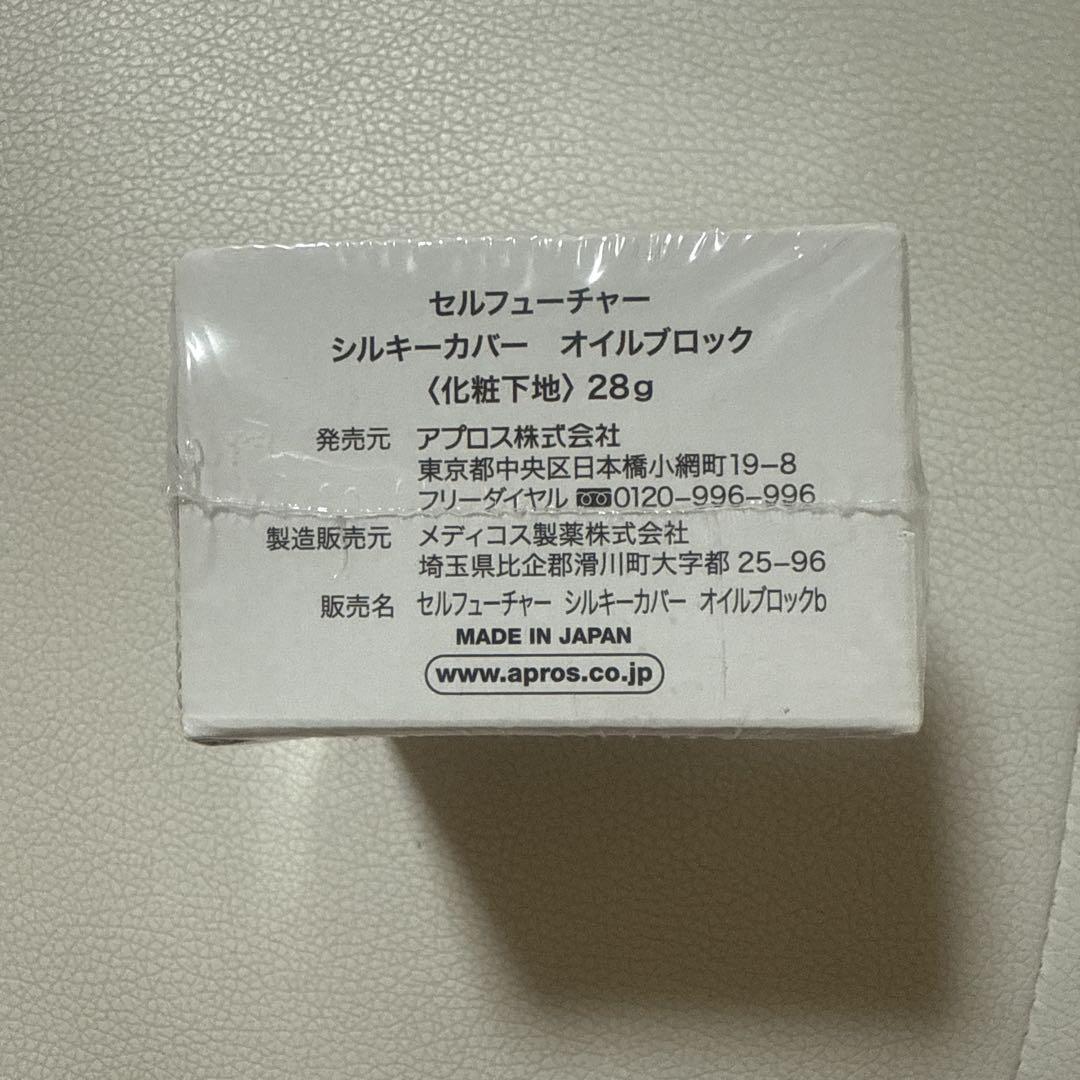 セルフューチャー
シルキーカバー オイルブロック
〈化粧下地〉28g
発売元 アプロス株式会社
東京都中央区日本橋小網町19-8
フリーダイヤル 0120-996-996
製造販売元 メディコス製薬株式会社
埼玉県比企郡滑川町大字都 25-96
販売名 セルフューチャー シルキーカバー オイルブロックb
MADE IN JAPAN
www.apros.co.jp